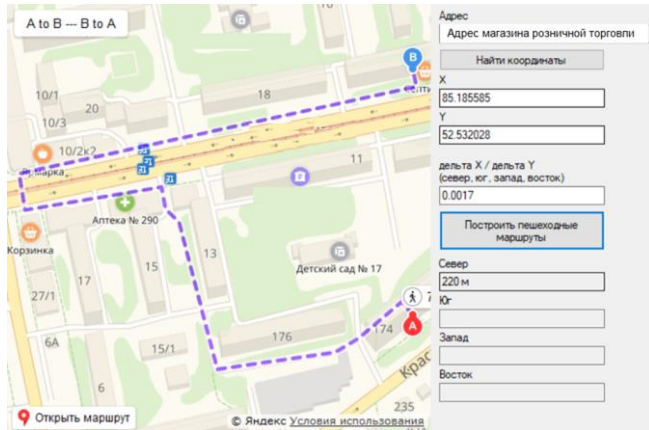 A to B --- B to A
10/1
20
18
10/3
10/2к2
Ярмарка
11
Аптека № 290
Корзинка
13
15
17
Детский сад № 17
27/1
176
174
6А
15/1
6
235
Открыть маршрут
© Яндекс Условия использования
Адрес
Адрес магазина розничной торговли
Найти координаты
X
85.185585
Y
52.532028
дельта X / дельта Y
(север, юг, запад, восток)
0.0017
Построить пешеходные
маршруты
Север
220 м
Юг
Запад
Восток